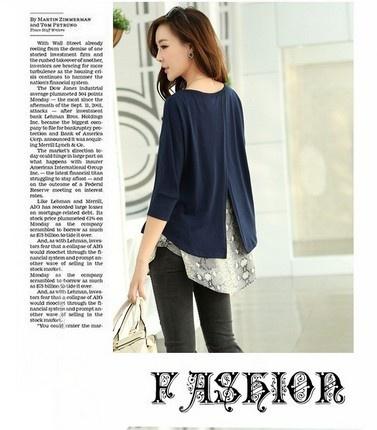 By MARTIN ZIMMERMAN
and TOM PETRUNO
Times Staff Writers
With Wall Street already
reeling from the demise of one
storied investment firm and
the rushed takeover of another,
investors are bracing for more
turbulence as the housing cri-
sis continues to hammer the
nation's financial system.
The Dow Jones industrial
average plummeted 504 points
Monday — the most since the
aftermath of the Sept. 11, 2001,
attacks — after investment
bank Lehman Bros. Holdings
Inc. became the biggest com-
pany to file for bankruptcy pro-
tection and Bank of America
Corp. announced it was acquir-
ing Merrill Lynch & Co.
The market's direction to-
day could hinge in large part on
what happens with insurer
American International Group
Inc. — the latest financial titan
struggling to stay afloat — and
on the outcome of a Federal
Reserve meeting on interest
rates.
Like Lehman and Merrill,
AIG has recorded large losses
on mortgage-related debt. Its
stock price plummeted 61% on
Monday as the company
scrambled to borrow as much
as $75 billion to tide it over.
And, as with Lehman, inves-
tors fear that a collapse of AIG
would ricochet through the fi-
nancial system and prompt an-
other wave of selling in the
stock market.
Monday as the company
scrambled to borrow as much
as $75 billion to tide it over.
And, as with Lehman, inves-
tors fear that a collapse of AIG
would ricochet through the fi-
nancial system and prompt an-
other wave of selling in the
stock market.
"You could enter the mar-
FASHION